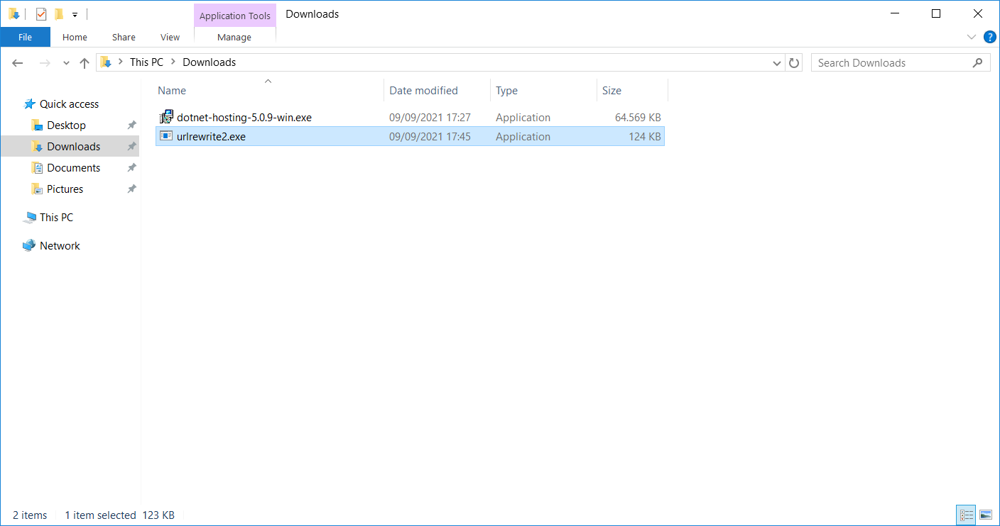 Application Tools Downloads
File Home Share View Manage
This PC Downloads Search Downloads
Name Date modified Type Size
Quick access
Desktop
Downloads
Documents
Pictures
This PC
Network
dotnet-hosting-5.0.9-win.exe 09/09/2021 17:27 Application 64.569 KB
urlrewrite2.exe 09/09/2021 17:45 Application 124 KB
2 items 1 item selected 123 KB